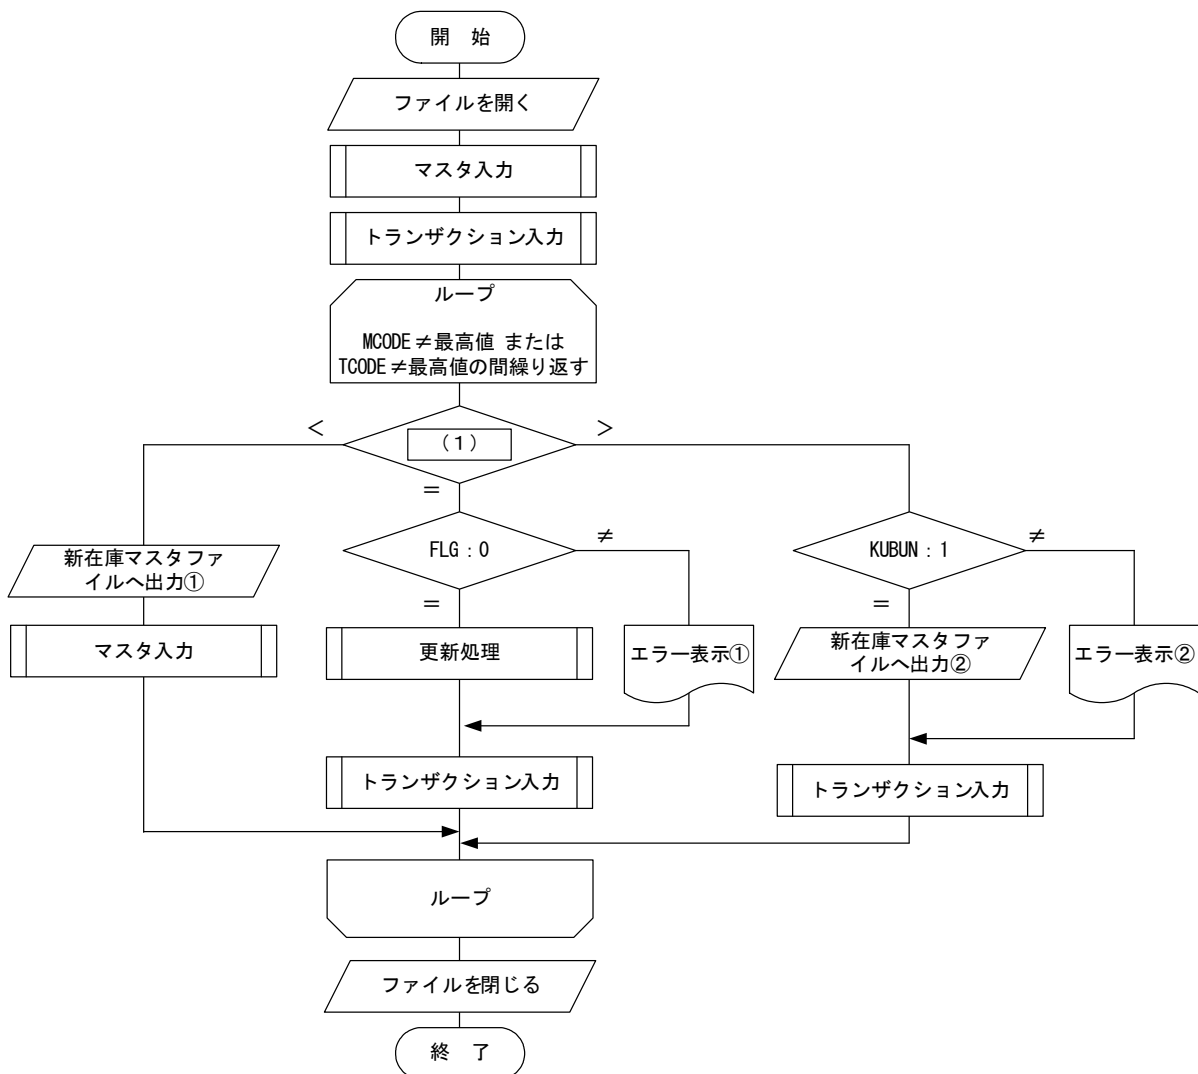 開　始
ファイルを開く
マスタ入力
トランザクション入力
ループ
MCODE≠最高値 または
TCODE≠最高値の間繰り返す
＜
（１）
＞
＝
新在庫マスタファ
イルへ出力①
マスタ入力
FLG：0
≠
＝
更新処理
エラー表示①
トランザクション入力
KUBUN：1
≠
＝
新在庫マスタファ
イルへ出力②
エラー表示②
トランザクション入力
ループ
ファイルを閉じる
終　了